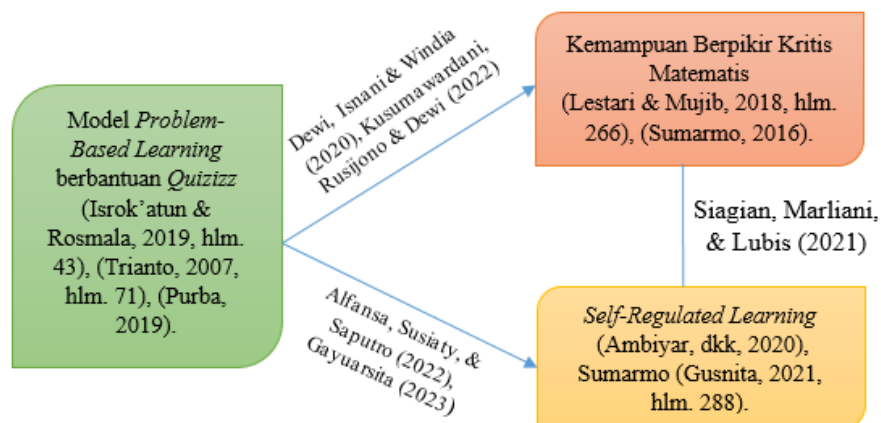 Model Problem-
Based Learning
berbantuan Quizizz
(Isrok'atun &
Rosmala, 2019, hlm.
43), (Trianto, 2007,
hlm. 71), (Purba,
2019).
Dewi, Isnani & Windia
(2020), Kusumawardani,
Rusijono & Dewi (2022)
Kemampuan Berpikir Kritis
Matematis
(Lestari & Mujib, 2018, hlm.
266), (Sumarmo, 2016).
Siagian, Marliani,
& Lubis (2021)
Alfansa, Susiaty, &
Saputro (2022),
Gayuarsita (2023)
Self-Regulated Learning
(Ambiyar, dkk, 2020),
Sumarmo (Gusnita, 2021,
hlm. 288).